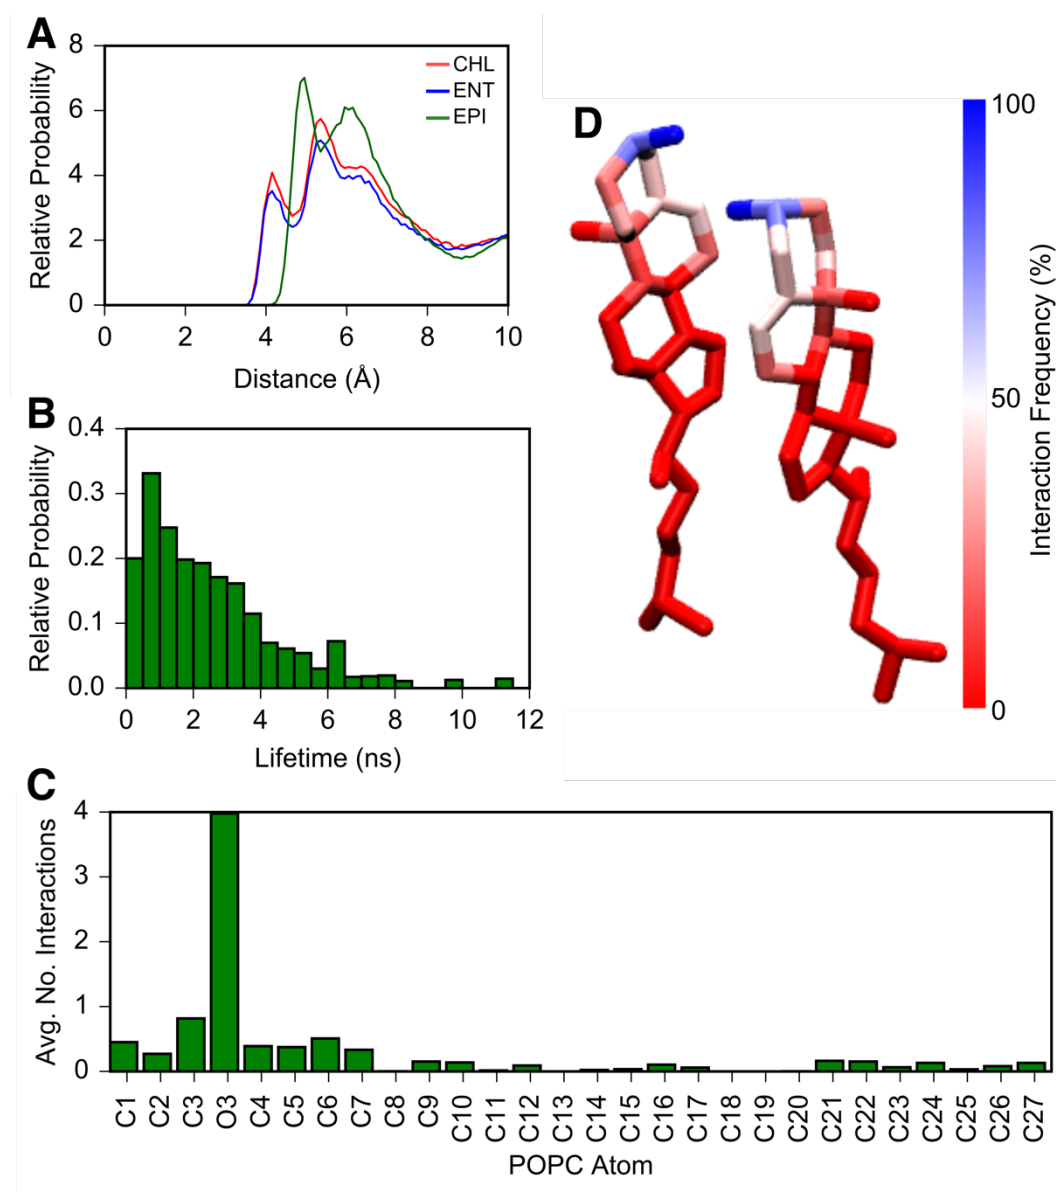 A
8
6
4
2
0
Relative Probability
CHL
ENT
EPI
0 2 4 6 8 10
Distance (Å)
B
0.4
0.3
0.2
0.1
0.0
Relative Probability
0 2 4 6 8 10 12
Lifetime (ns)
C
4
3
2
1
0
Avg. No. Interactions
C1 C2 C3 O3 C4 C5 C6 C7 C8 C9 C10 C11 C12 C13 C14 C15 C16 C17 C18 C19 C20 C21 C22 C23 C24 C25 C26 C27
POPC Atom
D
100
50
0
Interaction Frequency (%)